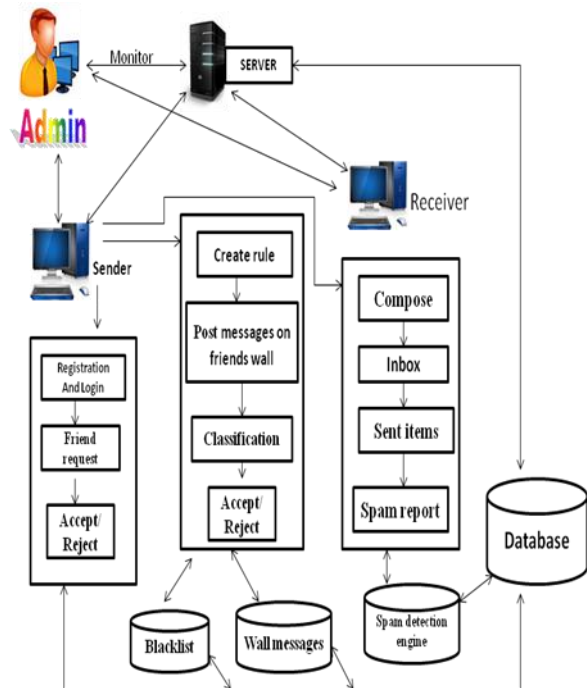 Monitor
SERVER
Admin
Receiver
Sender
Registration
And Login
Friend
request
Accept/
Reject
Create rule
Post messages on
friends wall
Classification
Accept/
Reject
Compose
Inbox
Sent items
Spam report
Database
Blacklist
Wall messages
Spam detection
engine